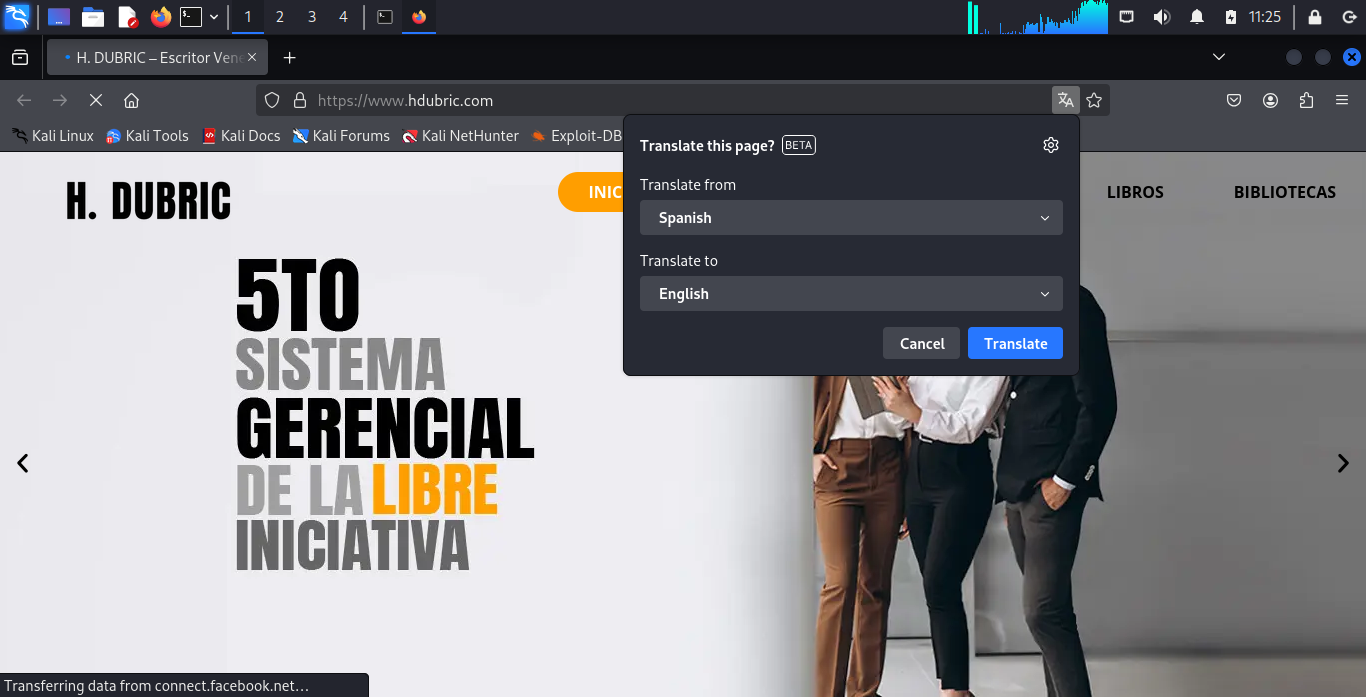 1 2 3 4
11:25
H. DUBRIC – Escritor Vene
https://www.hdubric.com
Kali Linux Kali Tools Kali Docs Kali Forums Kali NetHunter Exploit-DB
Translate this page? BETA
Translate from
Spanish
Translate to
English
Cancel Translate
H. DUBRIC
INIC
LIBROS BIBLIOTECAS
5TO
SISTEMA
GERENCIAL
DE LA LIBRE
INICIATIVA
Transferring data from connect.facebook.net…